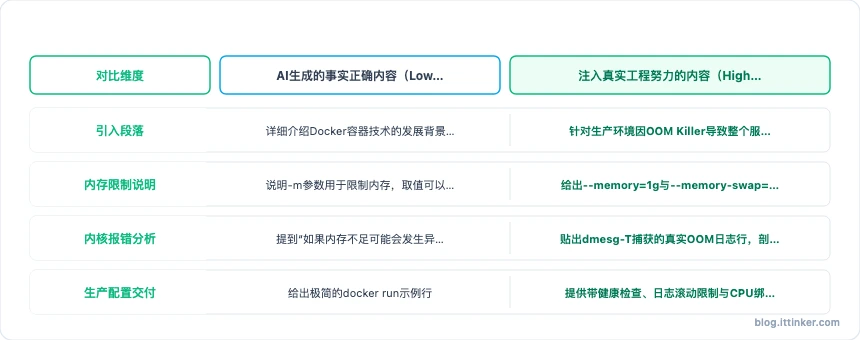 对比维度
AI生成的事实正确内容（Low...
注入真实工程努力的内容（High...
引入段落
详细介绍Docker容器技术的发展背景...
针对生产环境因OOM Killer导致整个服...
内存限制说明
说明-m参数用于限制内存，取值可以...
给出--memory=1g与--memory-swap=...
内核报错分析
提到“如果内存不足可能会发生异...
贴出dmesg-T捕获的真实OOM日志行，剖...
生产配置交付
给出极简的docker run示例行
提供带健康检查、日志滚动限制与CPU绑...
blog.ittinker.com